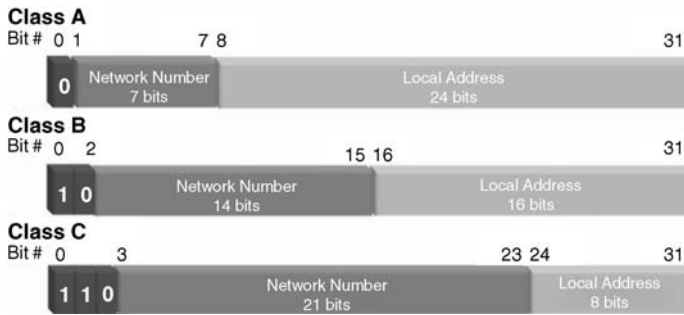 Class A
Bit # 0 1 7 8 31
0 Network Number Local Address
7 bits 24 bits
Class B
Bit # 0 2 15 16 31
1 0 Network Number Local Address
14 bits 16 bits
Class C
Bit # 0 3 23 24 31
1 1 0 Network Number Local Address
21 bits 8 bits